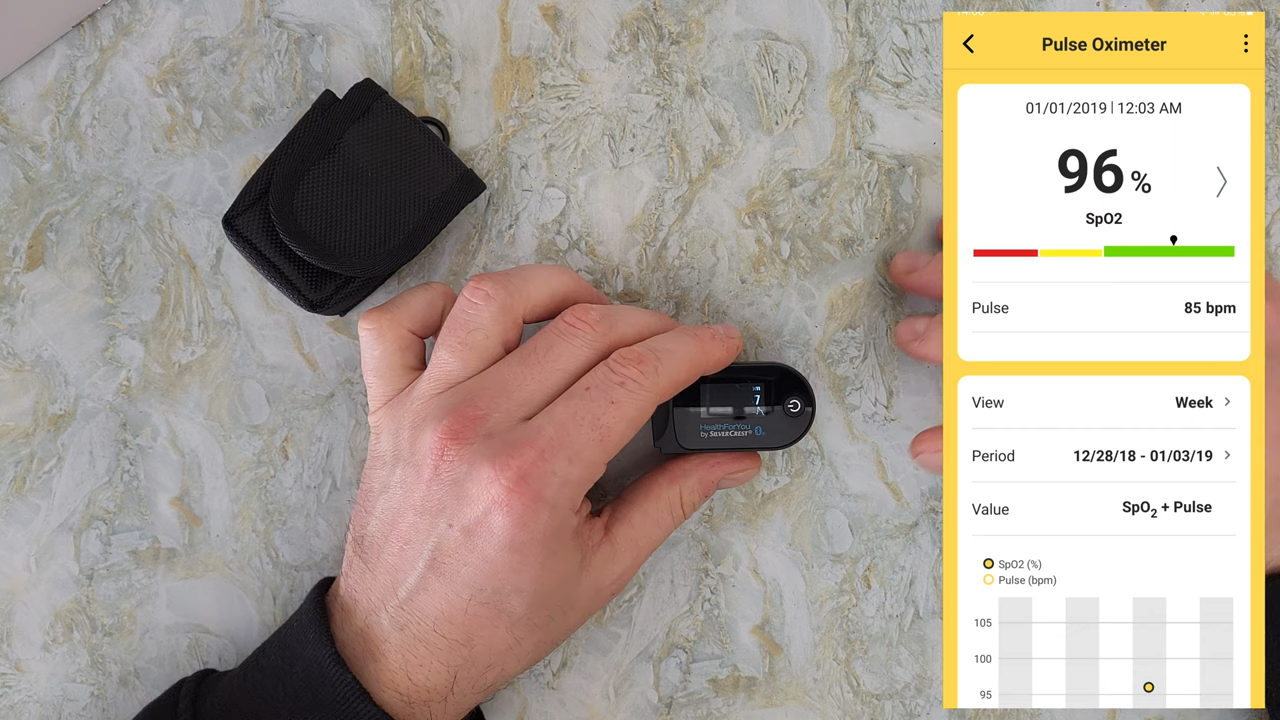 Pulse Oximeter
01/01/2019 | 12:03 AM
96 %
SpO2
Pulse 85 bpm
View Week
Period 12/28/18 - 01/03/19
Value SpO2 + Pulse
SpO2 (%)
Pulse (bpm)
105
100
95
7
HealthForYou
by SILVERCREST®